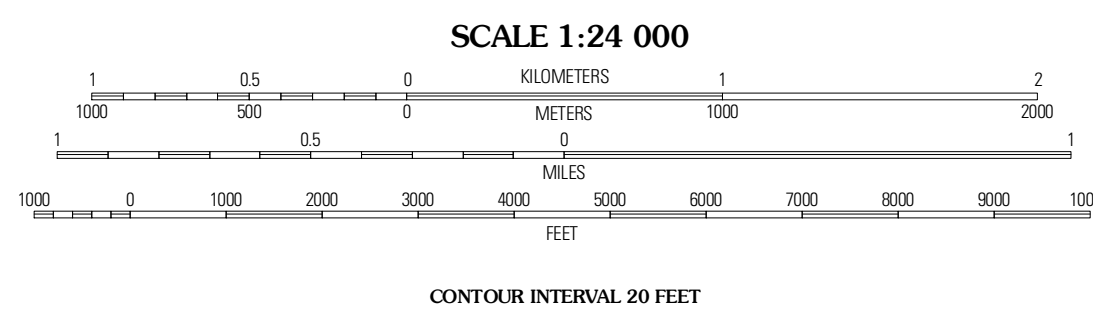 SCALE 1:24 000
1 0.5 0 KILOMETERS 1 2
1000 500 0 METERS 1000 2000
1 0.5 0 1
MILES
1000 0 1000 2000 3000 4000 5000 6000 7000 8000 9000 100
FEET
CONTOUR INTERVAL 20 FEET